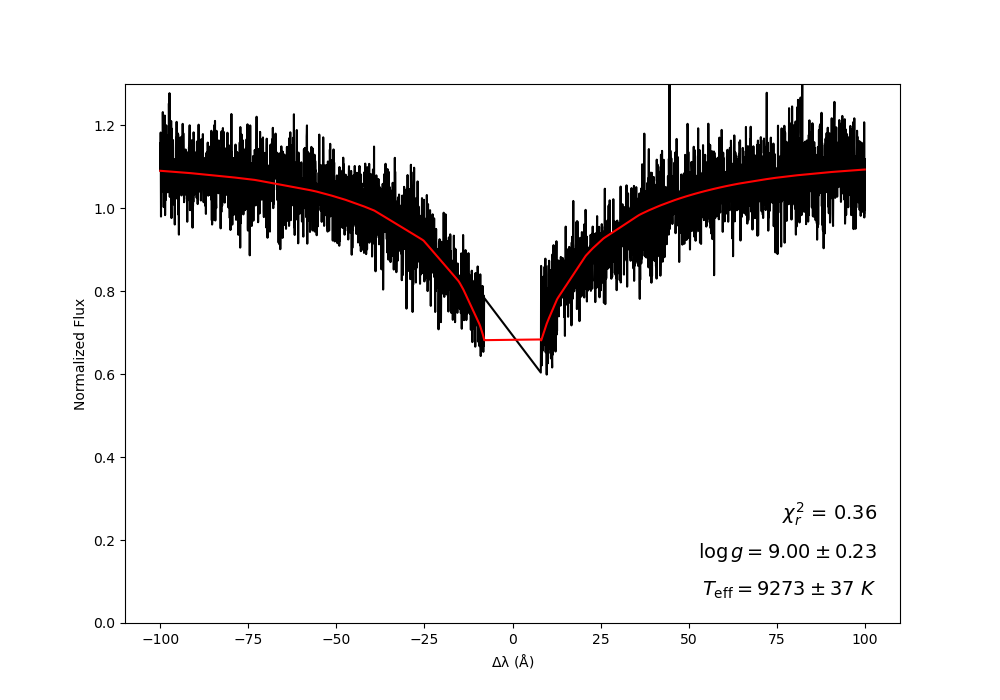 1.2
1.0
0.8
0.6
0.4
0.2
0.0
Normalized Flux
χ²ᵣ = 0.36
log g = 9.00 ± 0.23
T_eff = 9273 ± 37 K
−100 −75 −50 −25 0 25 50 75 100
Δλ (Å)